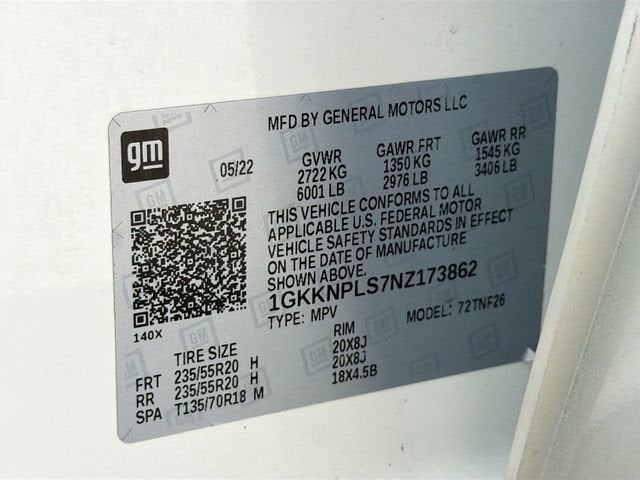 MFD BY GENERAL MOTORS LLC
gm
05/22
GVWR GAWR FRT GAWR RR
2722 KG 1350 KG 1545 KG
6001 LB 2976 LB 3406 LB
THIS VEHICLE CONFORMS TO ALL
APPLICABLE U.S. FEDERAL MOTOR
VEHICLE SAFETY STANDARDS IN EFFECT
ON THE DATE OF MANUFACTURE
SHOWN ABOVE.
1GKKNPLS7NZ173862
TYPE: MPV MODEL: 72TNF26
140X
TIRE SIZE RIM
FRT 235/55R20 H 20X8J
RR 235/55R20 H 20X8J
SPA T135/70R18 M 18X4.5B